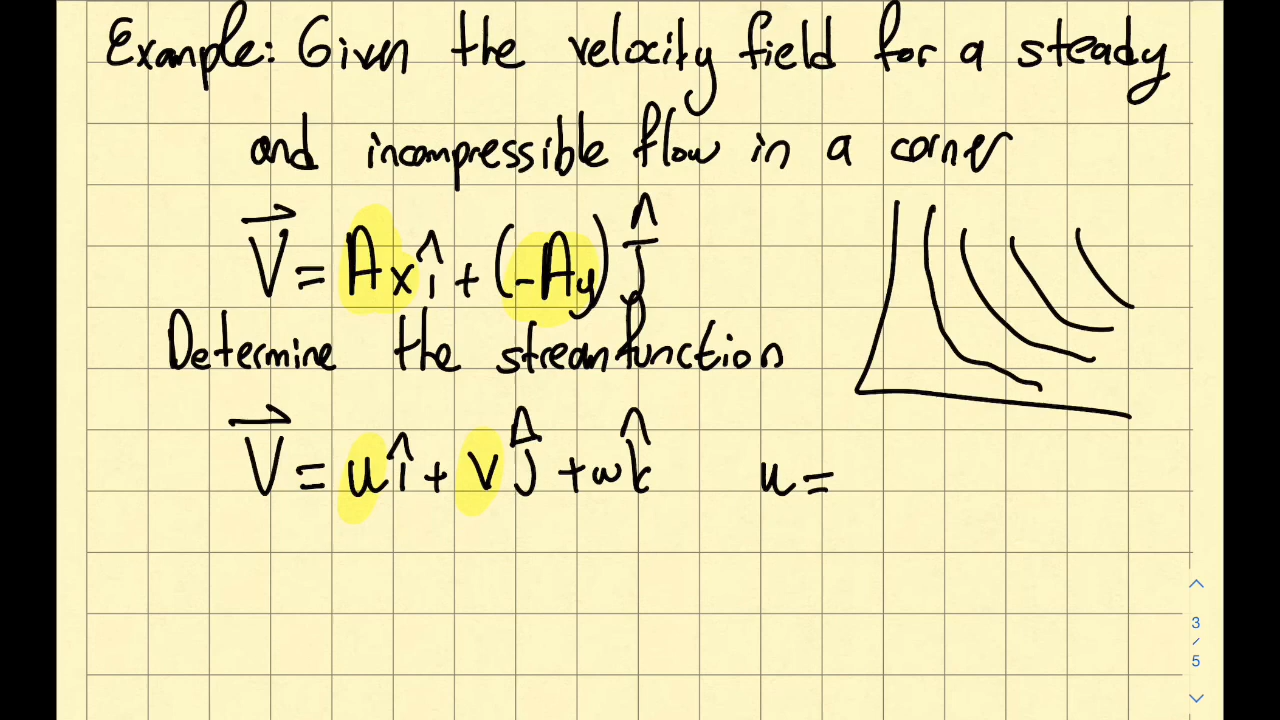 Example: Given the velocity field for a steady
and incompressible flow in a corner
V⃗ = Ax î + (-Ay) ĵ
Determine the streamfunction
V⃗ = u î + v ĵ + w k̂ u =
3
/
5